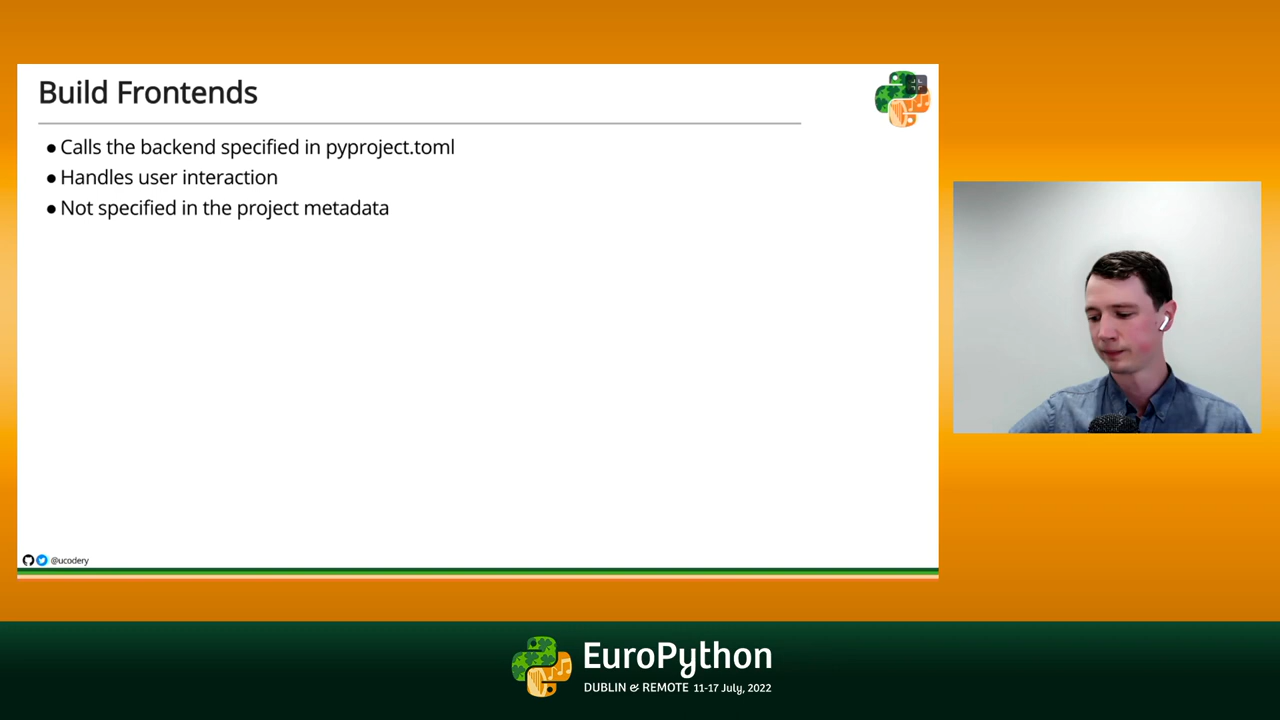 Build Frontends
● Calls the backend specified in pyproject.toml
● Handles user interaction
● Not specified in the project metadata
@ucodery
EuroPython
DUBLIN & REMOTE 11-17 July, 2022